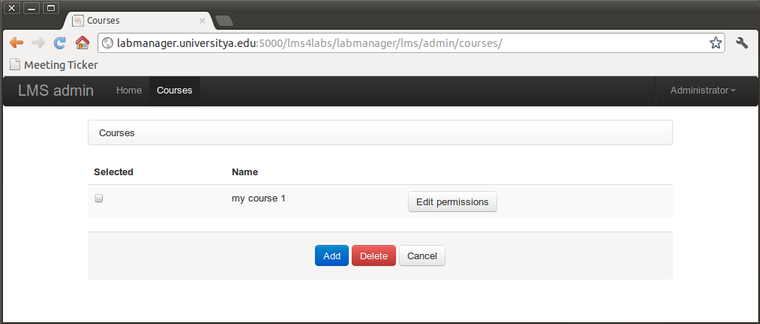 Courses
labmanager.universitya.edu:5000/lms4labs/labmanager/lms/admin/courses/
Meeting Ticker
LMS admin Home Courses Administrator
Courses
Selected Name
my course 1 Edit permissions
Add Delete Cancel